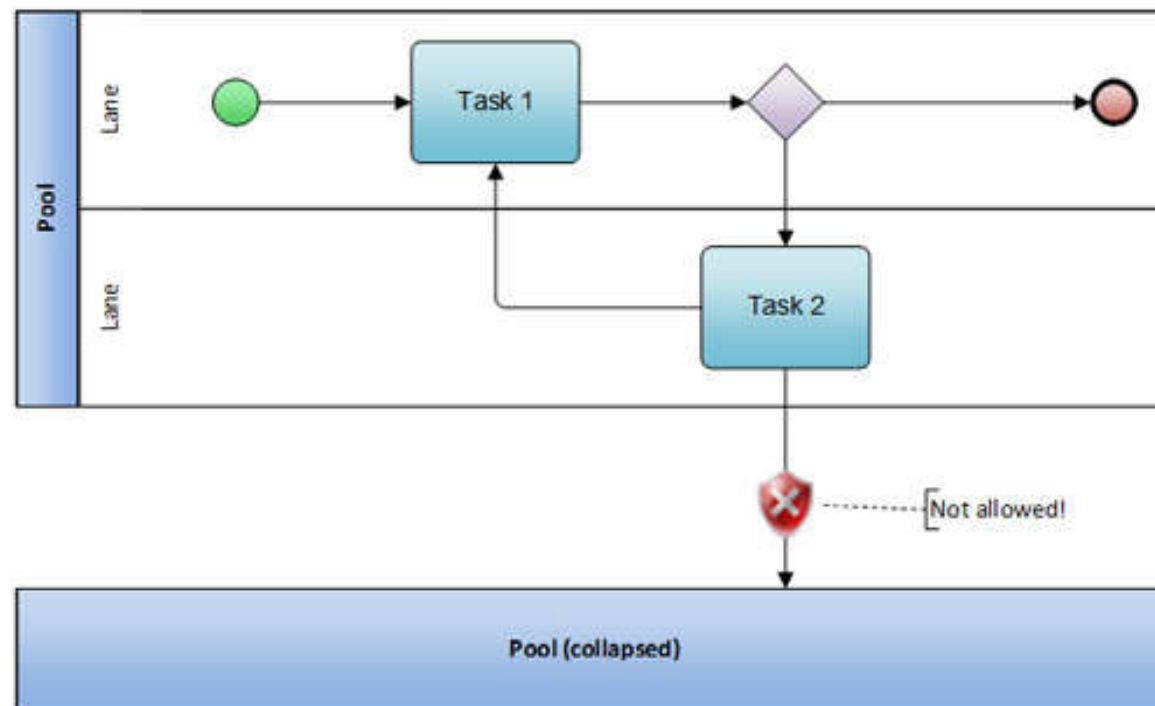 Pool
Lane
Task 1
Lane
Task 2
Not allowed!
Pool (collapsed)